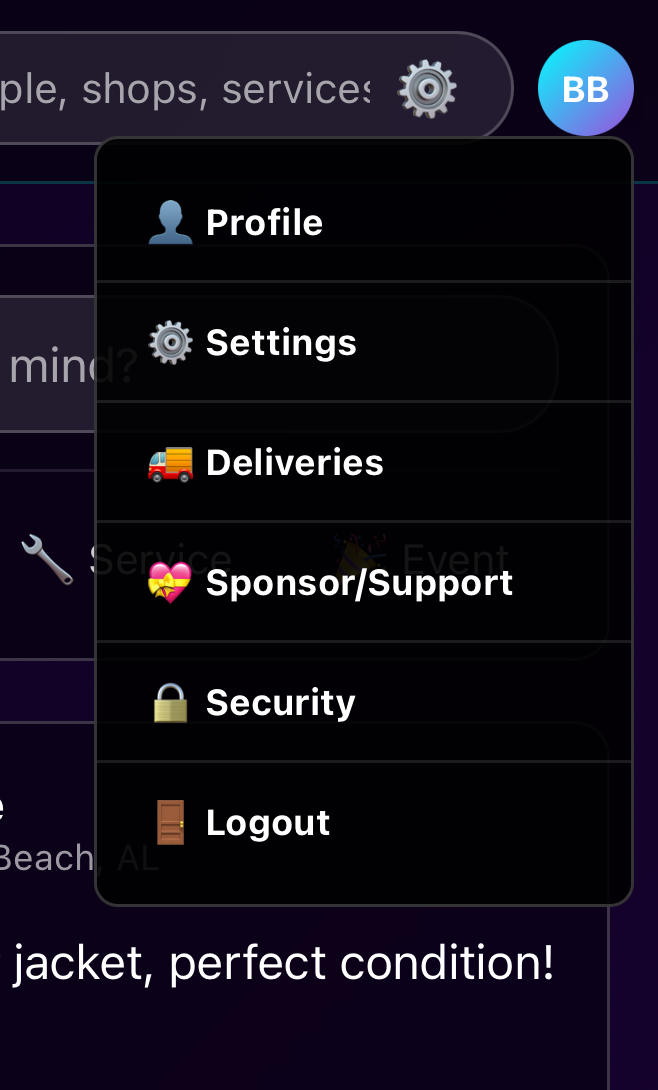 ple, shops, services
BB
Profile
Settings
mind?
Deliveries
Service
Event
Sponsor/Support
Security
Logout
e
Beach, AL
jacket, perfect condition!